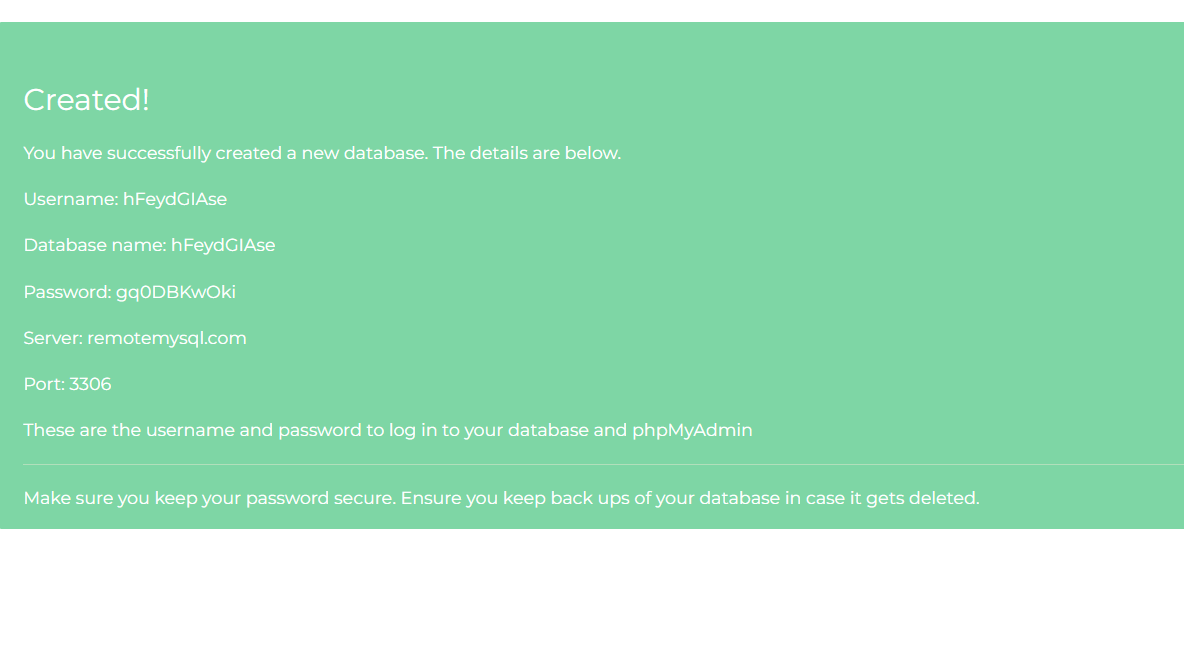 Created!
You have successfully created a new database. The details are below.
Username: hFeydGIAse
Database name: hFeydGIAse
Password: gq0DBKwOki
Server: remotemysql.com
Port: 3306
These are the username and password to log in to your database and phpMyAdmin
Make sure you keep your password secure. Ensure you keep back ups of your database in case it gets deleted.